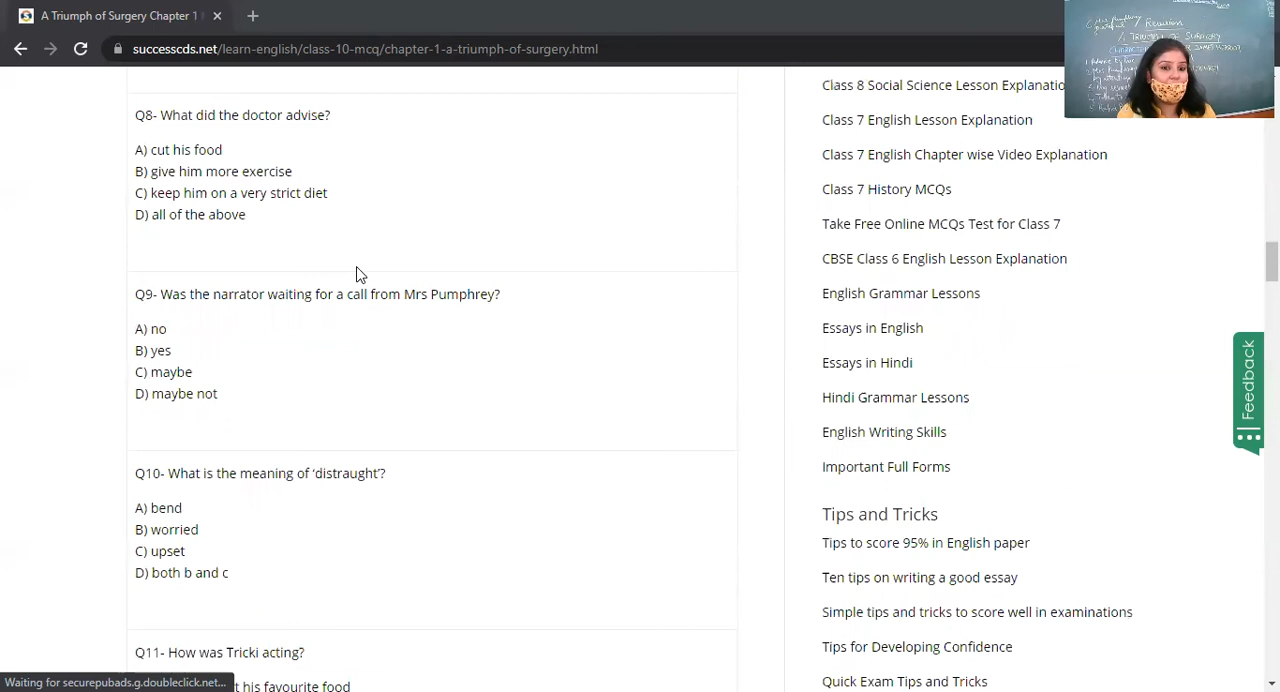 A Triumph of Surgery Chapter 1
successcds.net/learn-english/class-10-mcq/chapter-1-a-triumph-of-surgery.html
Q8- What did the doctor advise?
A) cut his food
B) give him more exercise
C) keep him on a very strict diet
D) all of the above
Q9- Was the narrator waiting for a call from Mrs Pumphrey?
A) no
B) yes
C) maybe
D) maybe not
Q10- What is the meaning of ‘distraught’?
A) bend
B) worried
C) upset
D) both b and c
Q11- How was Tricki acting?
his favourite food
Waiting for securepubads.g.doubleclick.net...
Class 8 Social Science Lesson Explanatio
Class 7 English Lesson Explanation
Class 7 English Chapter wise Video Explanation
Class 7 History MCQs
Take Free Online MCQs Test for Class 7
CBSE Class 6 English Lesson Explanation
English Grammar Lessons
Essays in English
Essays in Hindi
Hindi Grammar Lessons
English Writing Skills
Important Full Forms
Tips and Tricks
Tips to score 95% in English paper
Ten tips on writing a good essay
Simple tips and tricks to score well in examinations
Tips for Developing Confidence
Quick Exam Tips and Tricks
Feedback
Revision
A TRIUMPH OF SURGERY